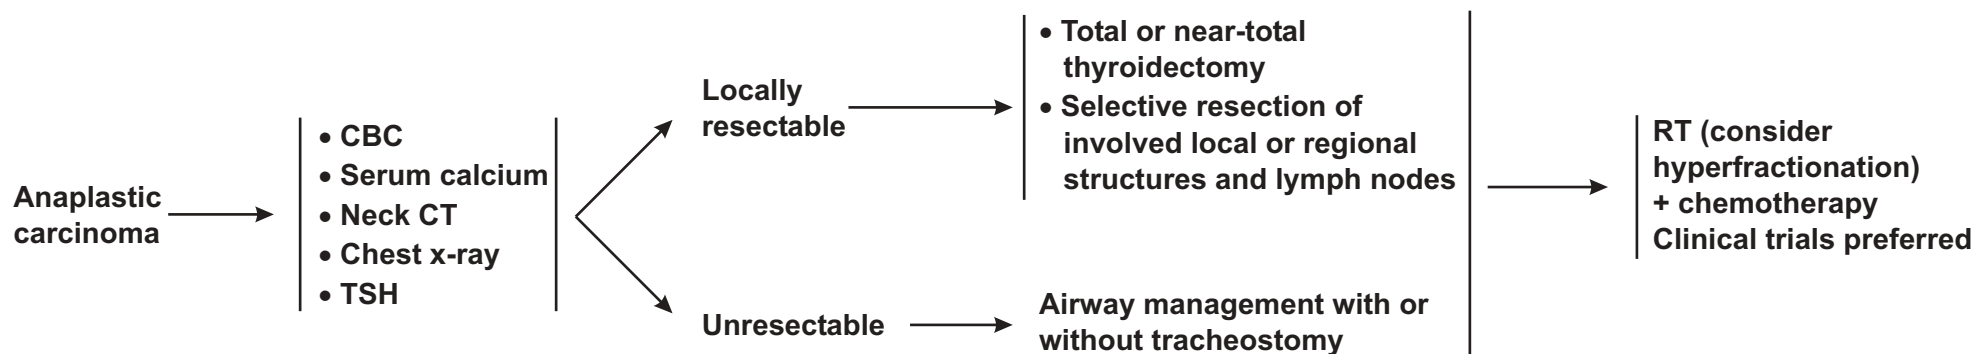 Anaplastic
carcinoma
• CBC
• Serum calcium
• Neck CT
• Chest x-ray
• TSH
Locally
resectable
• Total or near-total
thyroidectomy
• Selective resection of
involved local or regional
structures and lymph nodes
Unresectable
Airway management with or
without tracheostomy
RT (consider
hyperfractionation)
+ chemotherapy
Clinical trials preferred